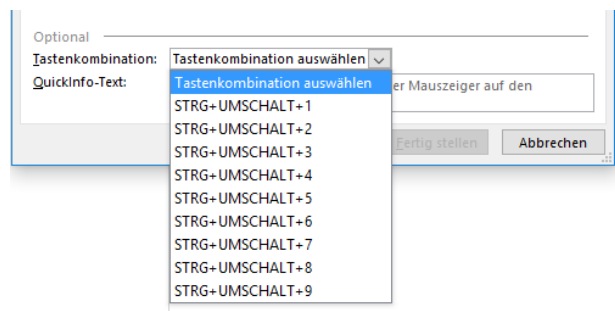 Optional
Tastenkombination: Tastenkombination auswählen
QuickInfo-Text: Tastenkombination auswählen er Mauszeiger auf den
STRG+UMSCHALT+1
STRG+UMSCHALT+2
STRG+UMSCHALT+3
Fertig stellen Abbrechen
STRG+UMSCHALT+4
STRG+UMSCHALT+5
STRG+UMSCHALT+6
STRG+UMSCHALT+7
STRG+UMSCHALT+8
STRG+UMSCHALT+9